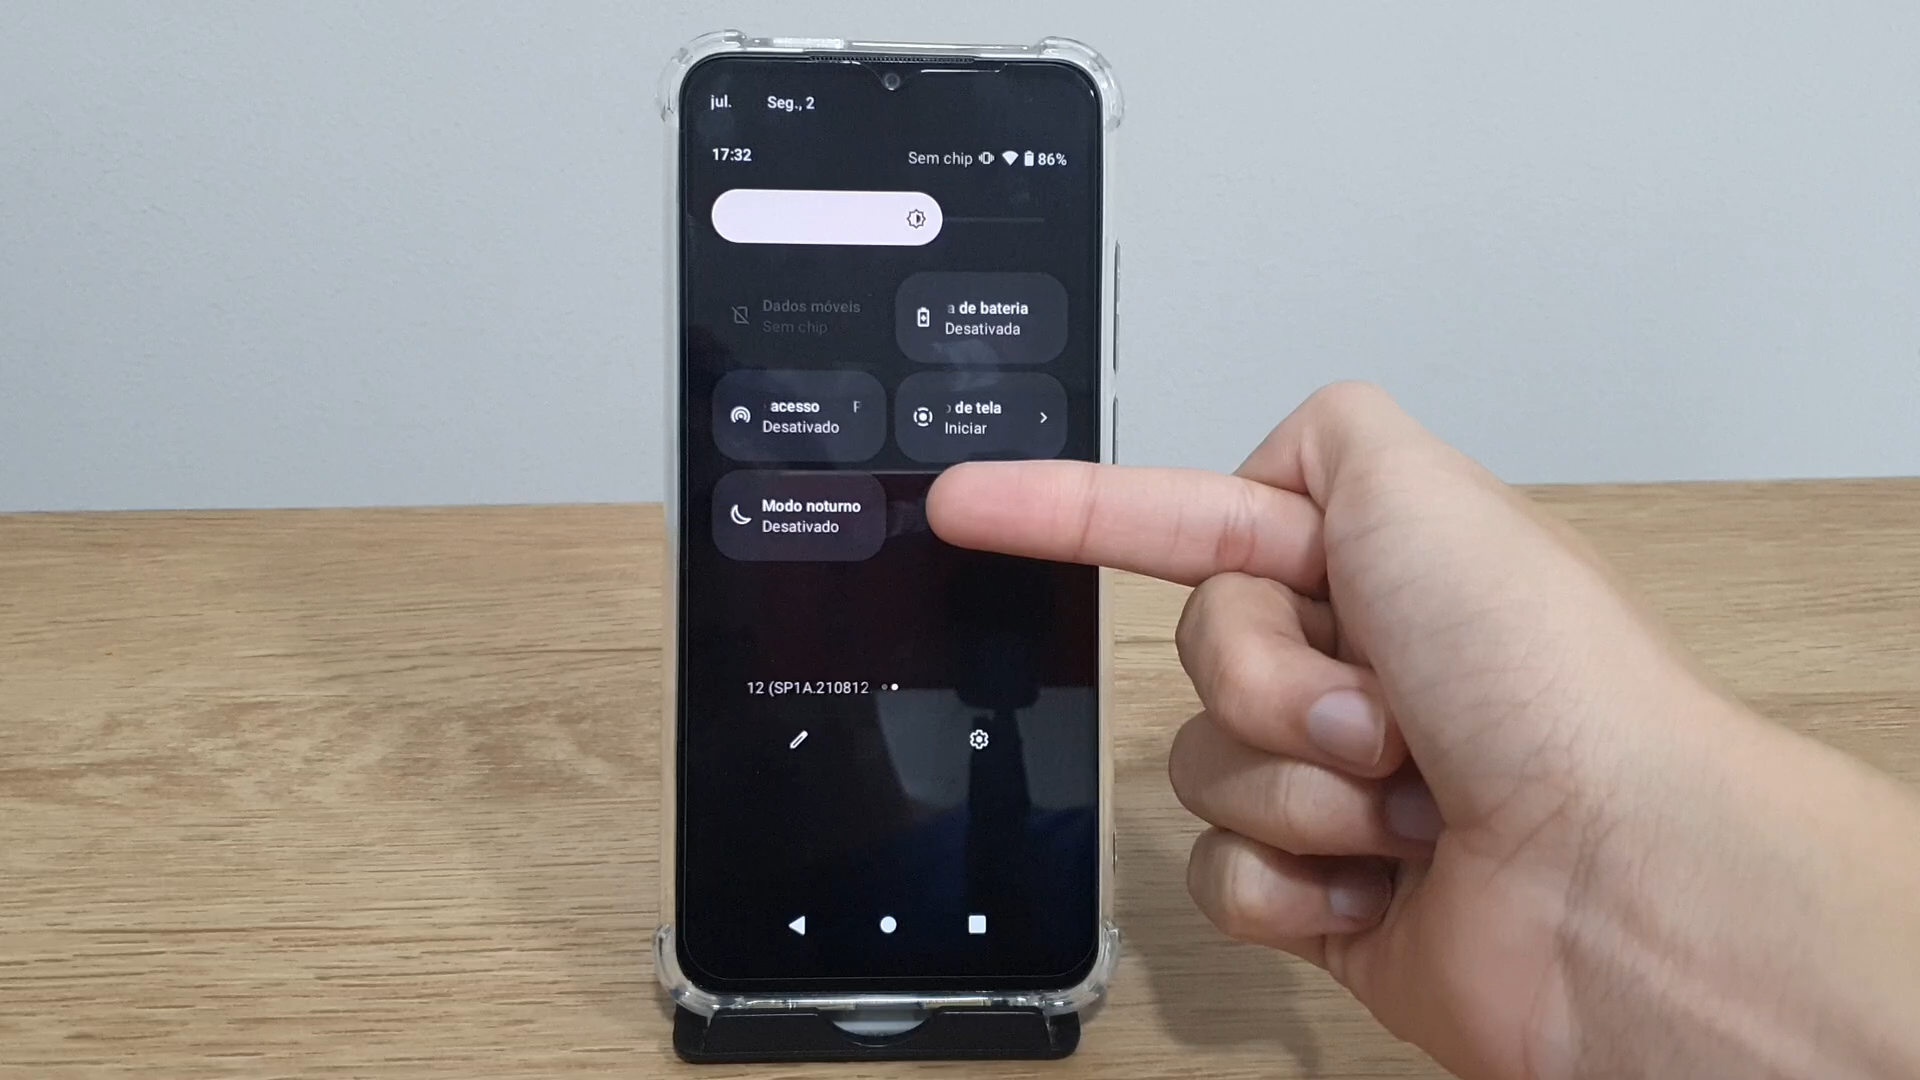 jul. Seg., 2
17:32 Sem chip 86%
Dados móveis
Sem chip
de bateria
Desativada
acesso P
Desativado
de tela
Iniciar
Modo noturno
Desativado
12 (SP1A.210812